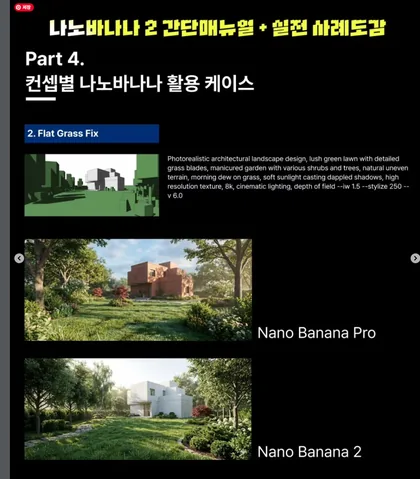 저장
나노바나나 2 간단매뉴얼 + 실전 사례도감
Part 4.
컨셉별 나노바나나 활용 케이스
2. Flat Grass Fix
Photorealistic architectural landscape design, lush green lawn with detailed
grass blades, manicured garden with various shrubs and trees, natural uneven
terrain, morning dew on grass, soft sunlight casting dappled shadows, high
resolution texture, 8k, cinematic lighting, depth of field --iw 1.5 --stylize 250 --
v 6.0
Nano Banana Pro
Nano Banana 2